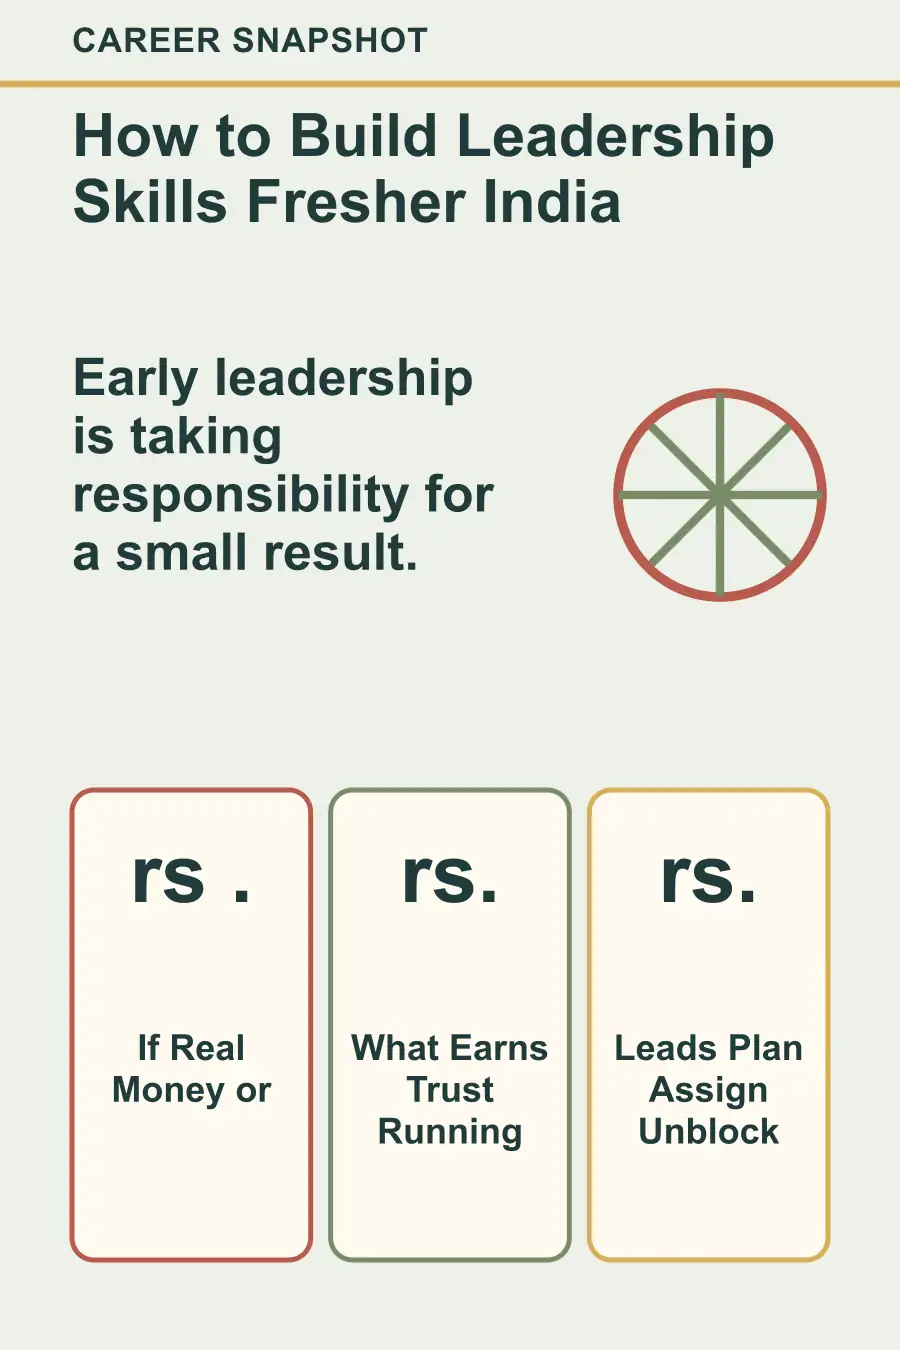 CAREER SNAPSHOT
How to Build Leadership
Skills Fresher India
Early leadership
is taking
responsibility for
a small result.
rs .
If Real
Money or
rs.
What Earns
Trust
Running
rs.
Leads Plan
Assign
Unblock